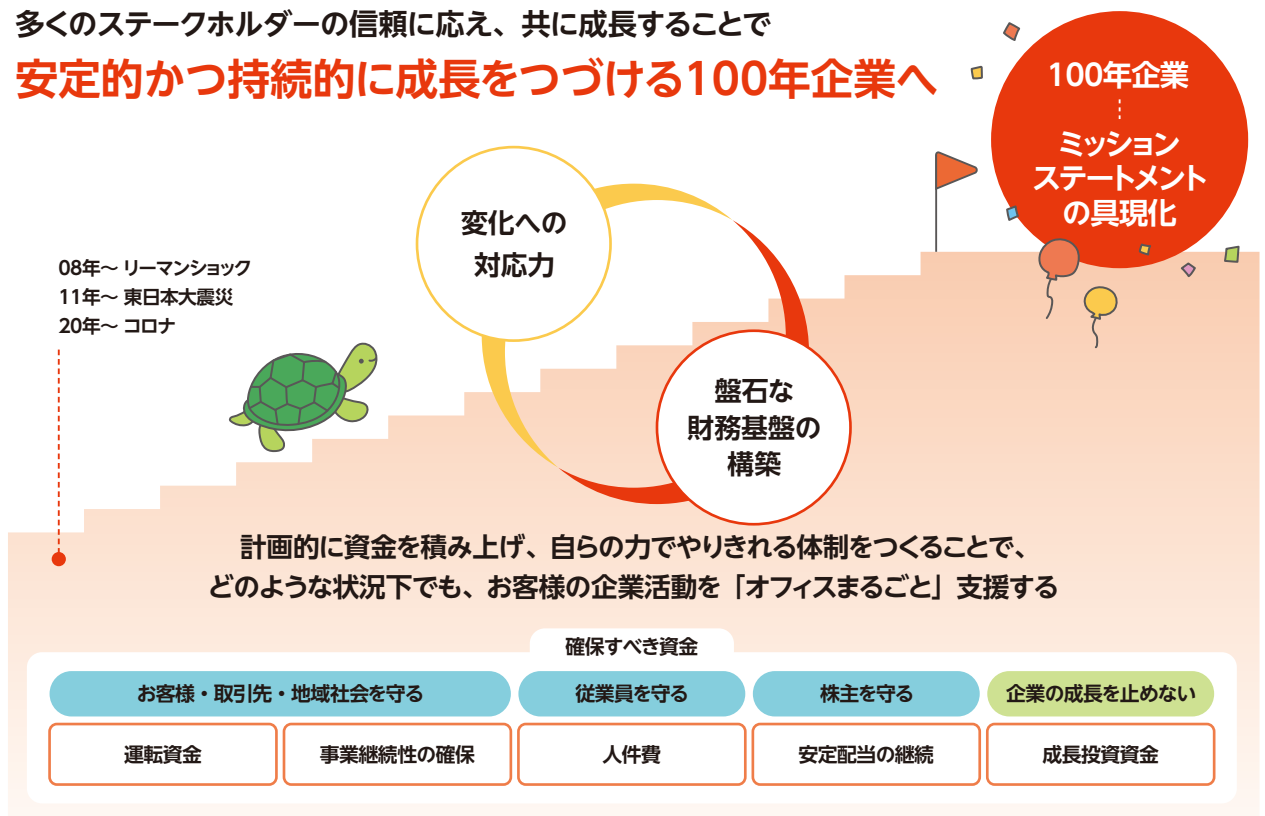 多くのステークホルダーの信頼に応え、共に成長することで
安定的かつ持続的に成長をつづける100年企業へ
100年企業
ミッション
ステートメント
の具現化
変化への
対応力
08年〜 リーマンショック
11年〜 東日本大震災
20年〜 コロナ
盤石な
財務基盤の
構築
計画的に資金を積み上げ、自らの力でやりきれる体制をつくることで、
どのような状況下でも、お客様の企業活動を「オフィスまるごと」支援する
確保すべき資金
お客様・取引先・地域社会を守る
従業員を守る
株主を守る
企業の成長を止めない
運転資金
事業継続性の確保
人件費
安定配当の継続
成長投資資金